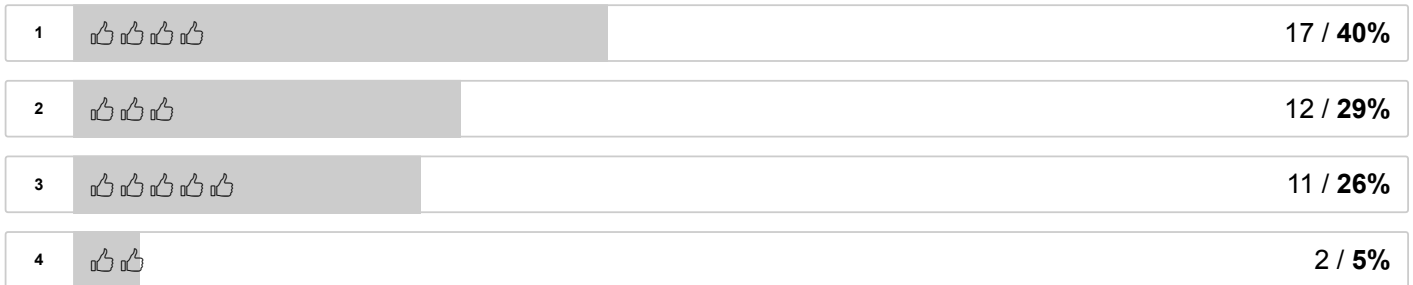 1 👍👍👍👍 17 / 40%
2 👍👍👍 12 / 29%
3 👍👍👍👍👍 11 / 26%
4 👍👍 2 / 5%